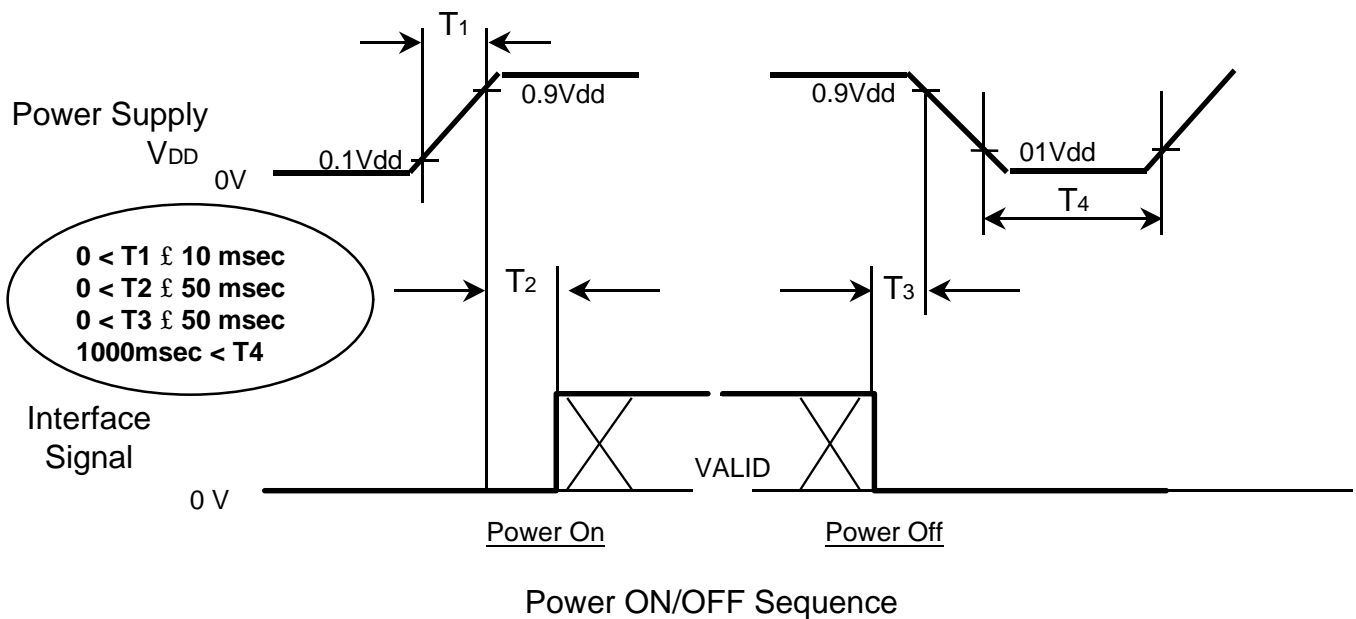 T1
0.9Vdd
0.9Vdd
Power Supply
VDD
0.1Vdd
01Vdd
0V
T4
0 < T1 £ 10 msec
0 < T2 £ 50 msec
0 < T3 £ 50 msec
1000msec < T4
T2
T3
Interface
Signal
VALID
0 V
Power On
Power Off
Power ON/OFF Sequence